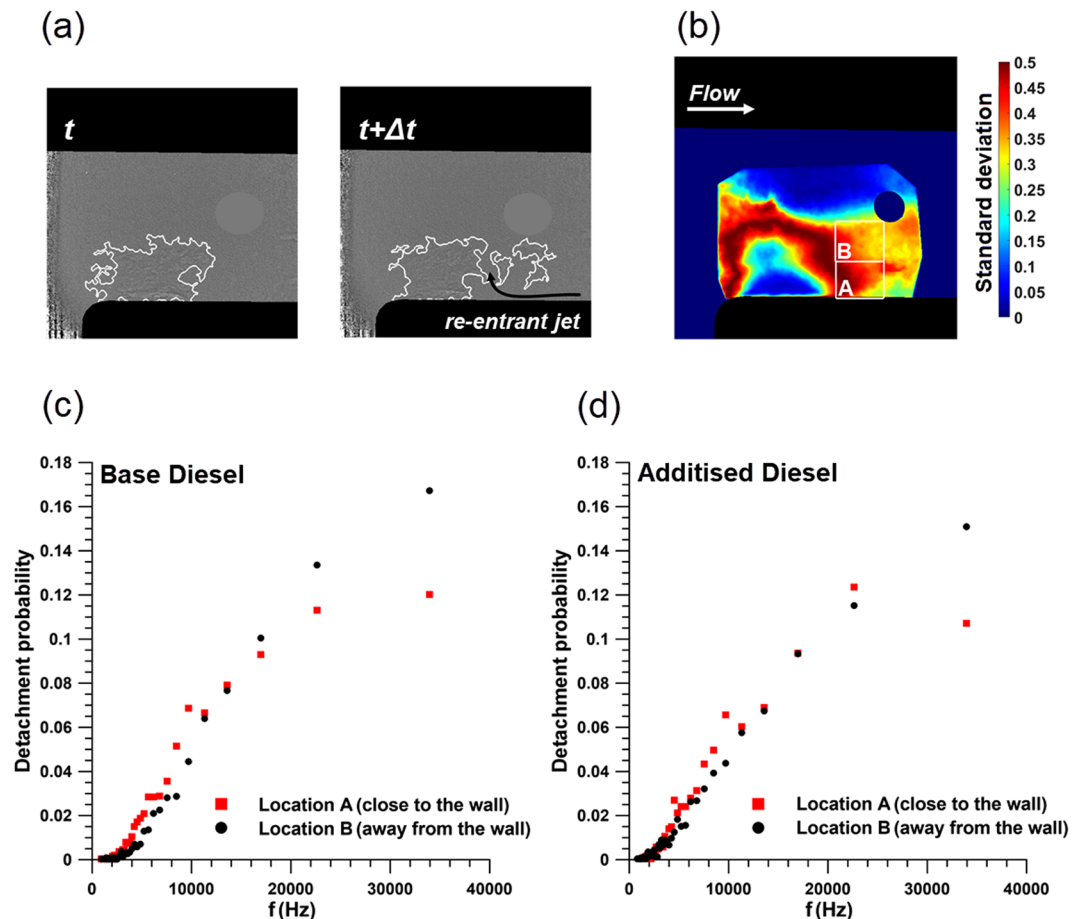 (a)
(b)
t
t+Δt
re-entrant jet
Flow
B
A
0.5
0.45
0.4
0.35
0.3
0.25
0.2
0.15
0.1
0.05
0
Standard deviation
(c)
(d)
Base Diesel
0.18
0.16
0.14
0.12
0.1
0.08
0.06
0.04
0.02
0
Detachment probability
Location A (close to the wall)
Location B (away from the wall)
0 10000 20000 30000 40000
f (Hz)
Additised Diesel
0.18
0.16
0.14
0.12
0.1
0.08
0.06
0.04
0.02
0
Detachment probability
Location A (close to the wall)
Location B (away from the wall)
0 10000 20000 30000 40000
f (Hz)